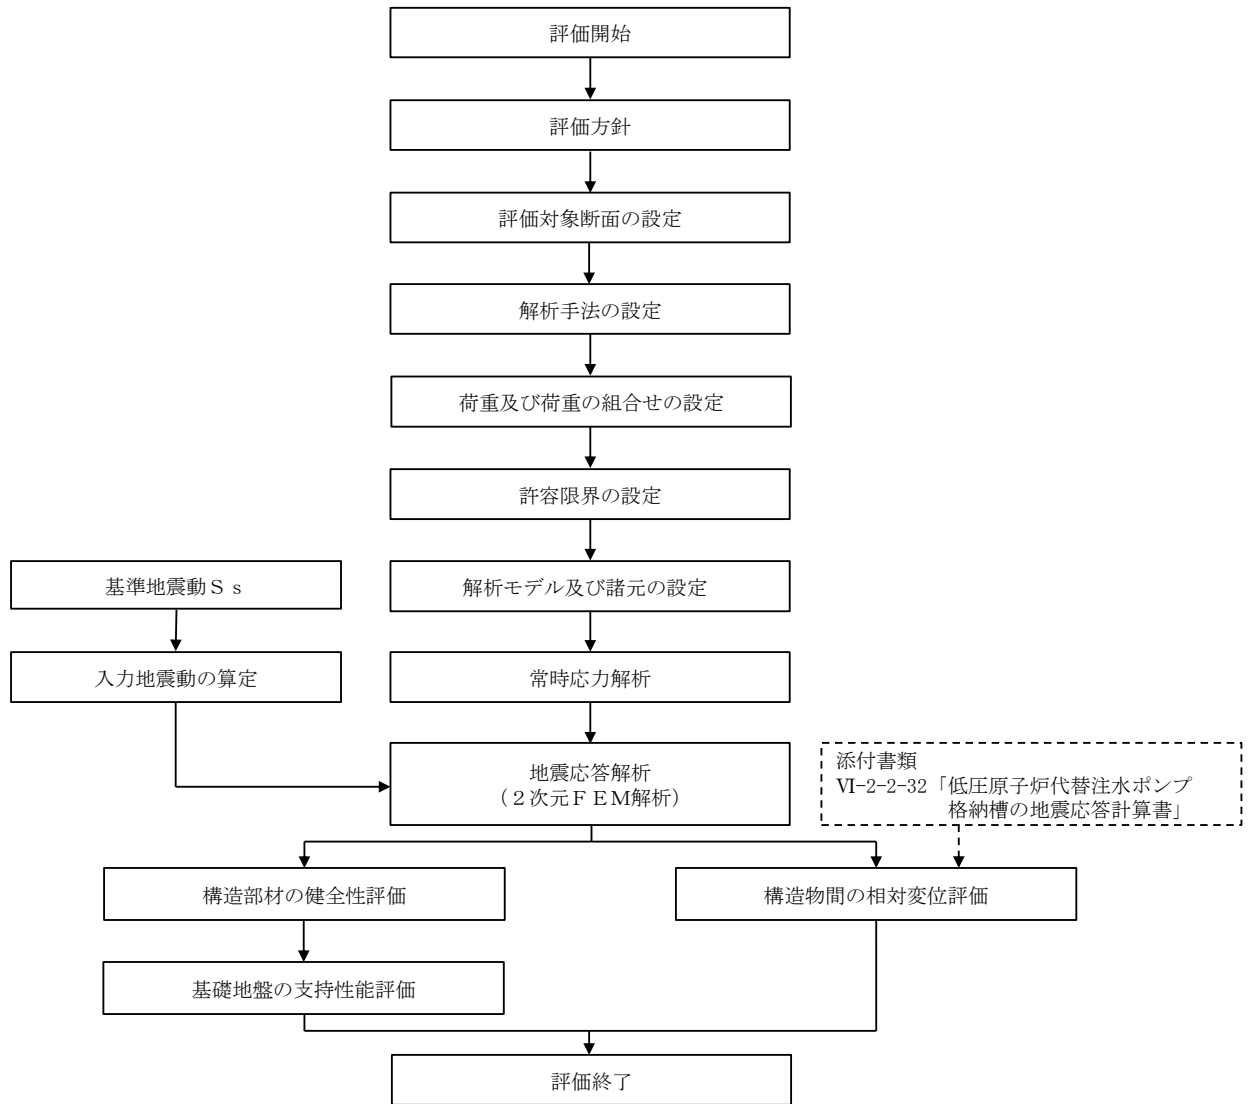 評価開始
評価方針
評価対象断面の設定
解析手法の設定
荷重及び荷重の組合せの設定
許容限界の設定
基準地震動Ｓｓ
解析モデル及び諸元の設定
入力地震動の算定
常時応力解析
地震応答解析
（２次元ＦＥＭ解析）
添付書類
Ⅵ-2-2-32「低圧原子炉代替注水ポンプ
格納槽の地震応答計算書」
構造部材の健全性評価
構造物間の相対変位評価
基礎地盤の支持性能評価
評価終了